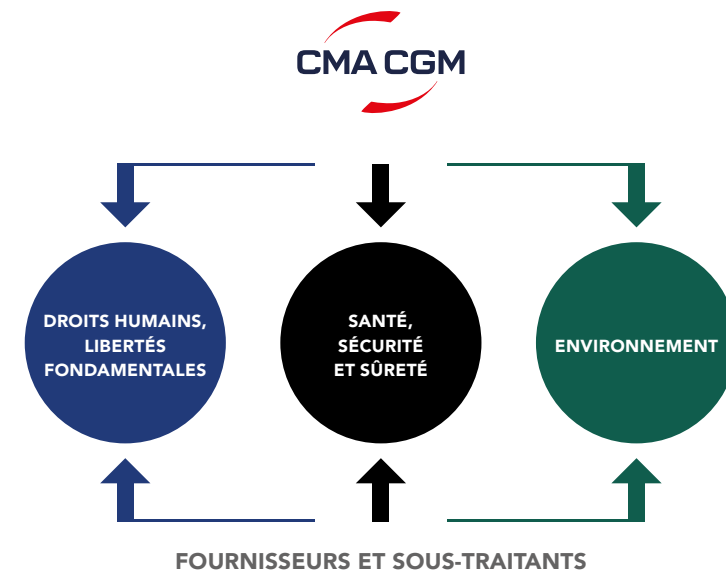 CMA CGM
DROITS HUMAINS,
LIBERTÉS
FONDAMENTALES
SANTÉ,
SÉCURITÉ
ET SÛRETÉ
ENVIRONNEMENT
FOURNISSEURS ET SOUS-TRAITANTS